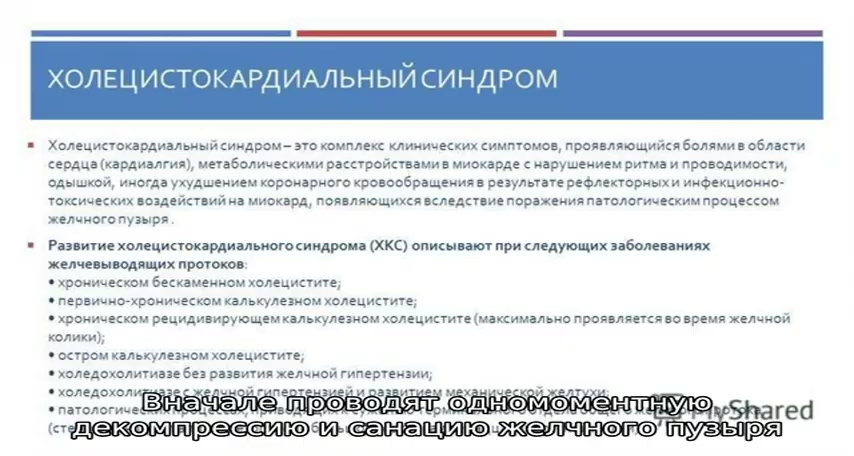 ХОЛЕЦИСТОКАРДИАЛЬНЫЙ СИНДРОМ
Холецистокардиальный синдром – это комплекс клинических симптомов, проявляющийся болями в области
сердца (кардиалгия), метаболическими расстройствами в миокарде с нарушением ритма и проводимости,
одышкой, иногда ухудшением коронарного кровообращения в результате рефлекторных и инфекционно-
токсических воздействий на миокард, появляющихся вследствие поражения патологическим процессом
желчного пузыря .
Развитие холецистокардиального синдрома (ХКС) описывают при следующих заболеваниях
желчевыводящих протоков:
• хроническом бескаменном холецистите;
• первично-хроническом калькулезном холецистите;
• хроническом рецидивирующем калькулезном холецистите (максимально проявляется во время желчной
колики);
• остром калькулезном холецистите;
• холедохолитиазе без развития желчной гипертензии;
• холедохолитиазе с желчной гипертензией и развитием механической желтухи;
• патологических
(сте
MyShared
Вначале проводят одномоментную
декомпрессию и санацию желчного пузыря